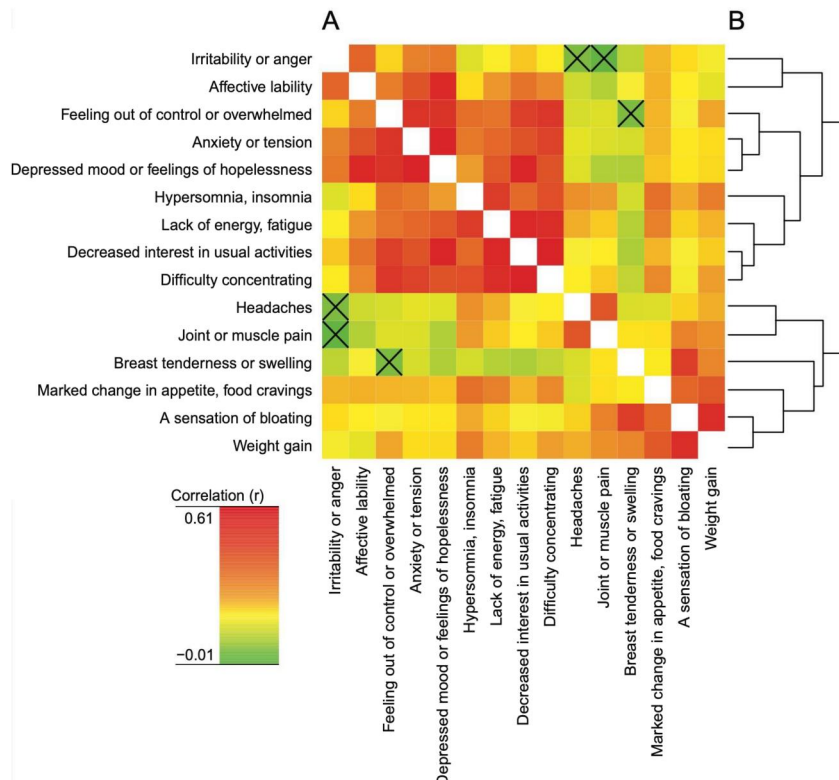 A
B
Irritability or anger
Affective lability
Feeling out of control or overwhelmed
Anxiety or tension
Depressed mood or feelings of hopelessness
Hypersomnia, insomnia
Lack of energy, fatigue
Decreased interest in usual activities
Difficulty concentrating
Headaches
Joint or muscle pain
Breast tenderness or swelling
Marked change in appetite, food cravings
A sensation of bloating
Weight gain
Correlation (r)
0.61
−0.01
Irritability or anger
Affective lability
Feeling out of control or overwhelmed
Anxiety or tension
Depressed mood or feelings of hopelessness
Hypersomnia, insomnia
Lack of energy, fatigue
Decreased interest in usual activities
Difficulty concentrating
Headaches
Joint or muscle pain
Breast tenderness or swelling
Marked change in appetite, food cravings
A sensation of bloating
Weight gain